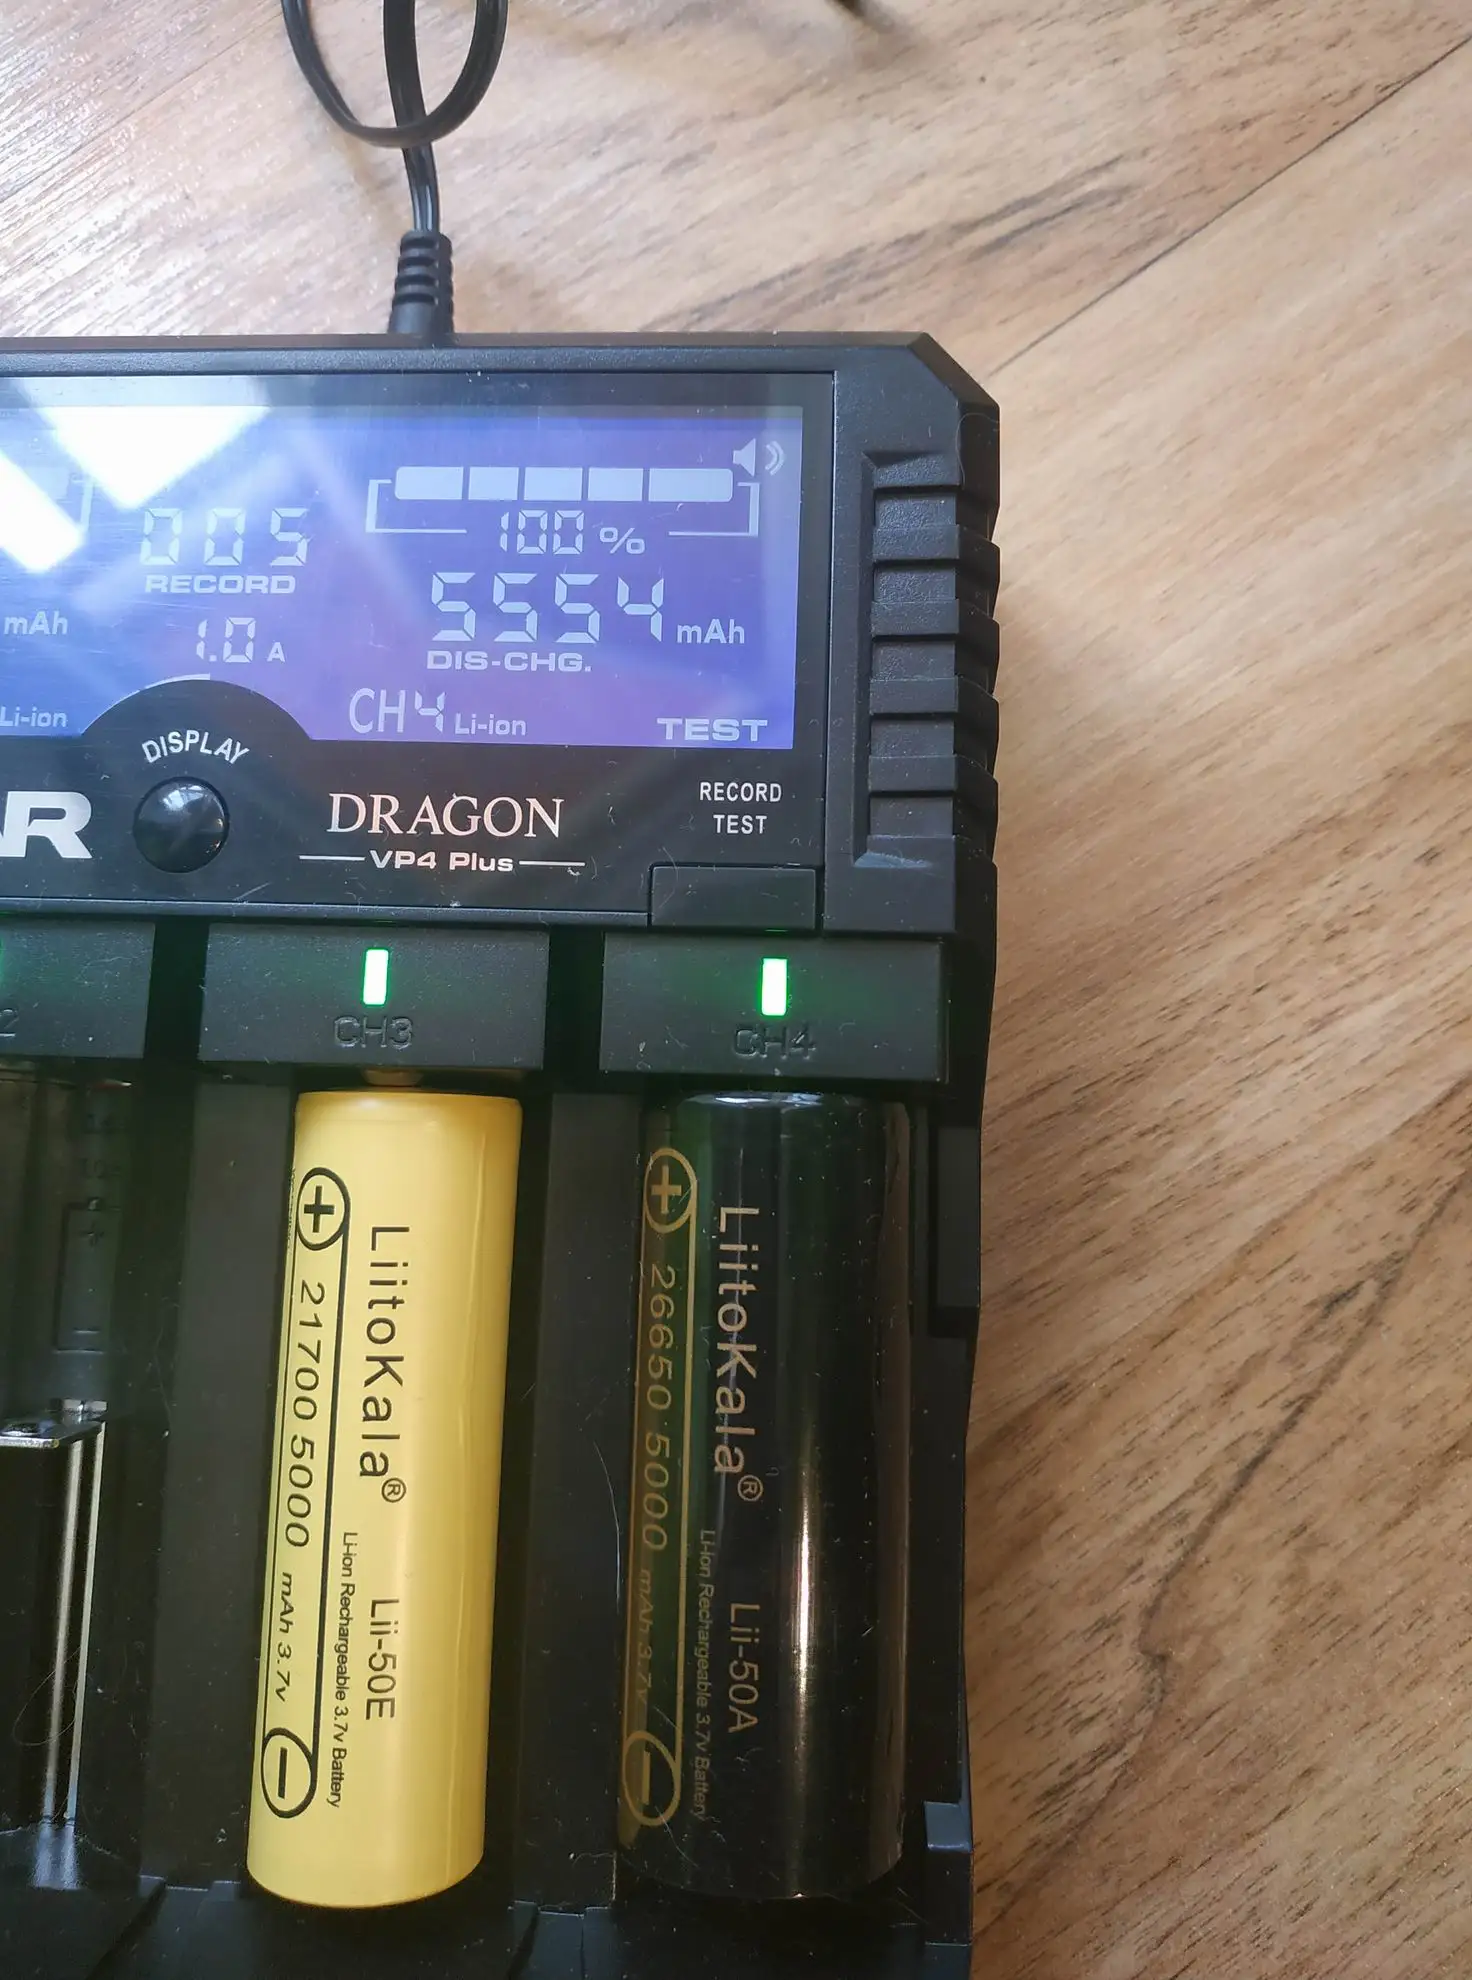 100 %
005
RECORD
5554 mAh
mAh
DIS-CHG.
1.0 A
Li-ion
CH4 Li-ion
TEST
DISPLAY
AR
DRAGON
VP4 Plus
RECORD
TEST
2
CH3
CH4
LiitoKala® Lii-50E
Li-ion Rechargeable 3.7v Battery
+ 21700 5000 mAh 3.7v −
LiitoKala® Lii-50A
Li-ion Rechargeable 3.7v Battery
+ 26650 5000 mAh 3.7v −